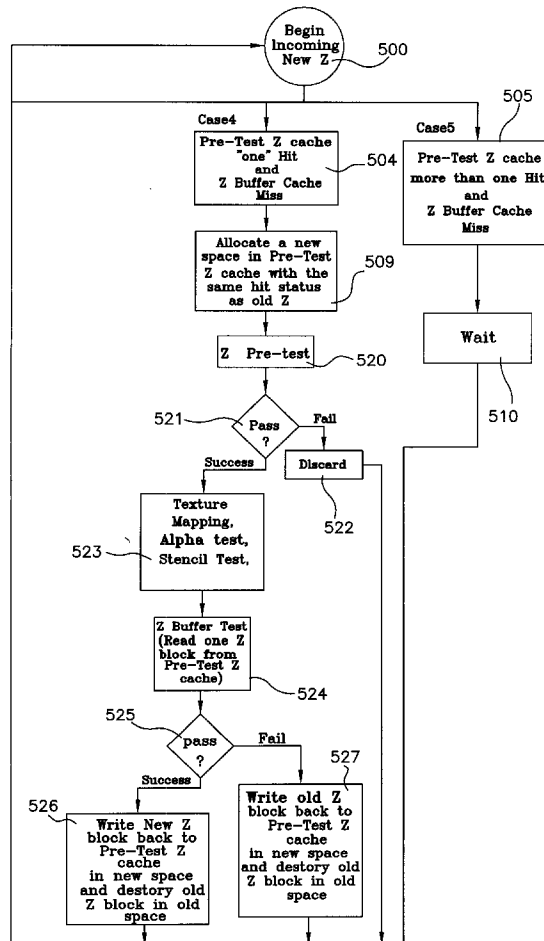 Begin
Incoming
New Z
500
Case4
Case5
505
Pre-Test Z cache
"one" Hit
and
Z Buffer Cache
Miss
504
Pre-Test Z cache
more than one Hit
and
Z Buffer Cache
Miss
Allocate a new
space in Pre-Test
Z cache with the
same hit status
as old Z
509
Wait
510
Z Pre-test
520
521
Pass
?
Fail
Success
Discard
522
Texture
Mapping,
Alpha test,
Stencil Test,
523
Z Buffer Test
(Read one Z
block from
Pre-Test Z
cache)
524
525
pass
?
Fail
Success
527
526
Write New Z
block back to
Pre-Test Z
cache
in new space
and destory old
Z block in old
space
Write old Z
block back to
Pre-Test Z
cache
in new space
and destory old
Z block in old
space